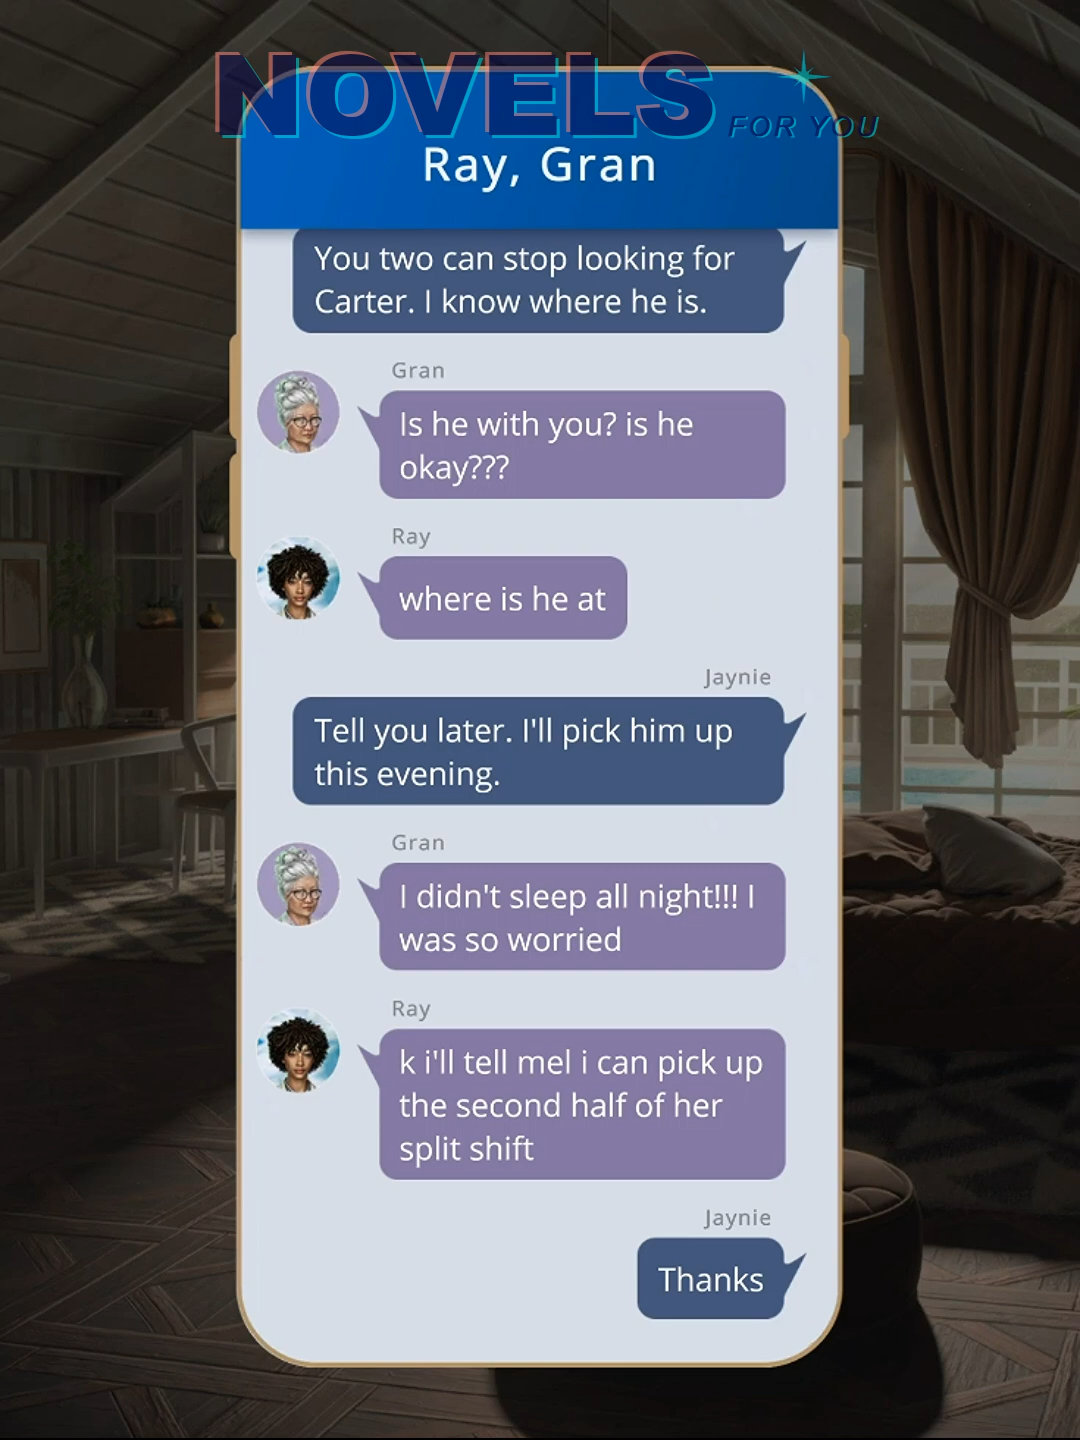 NOVELS FOR YOU
Ray, Gran
You two can stop looking for
Carter. I know where he is.
Gran
Is he with you? is he
okay???
Ray
where is he at
Jaynie
Tell you later. I'll pick him up
this evening.
Gran
I didn't sleep all night!!! I
was so worried
Ray
k i'll tell mel i can pick up
the second half of her
split shift
Jaynie
Thanks